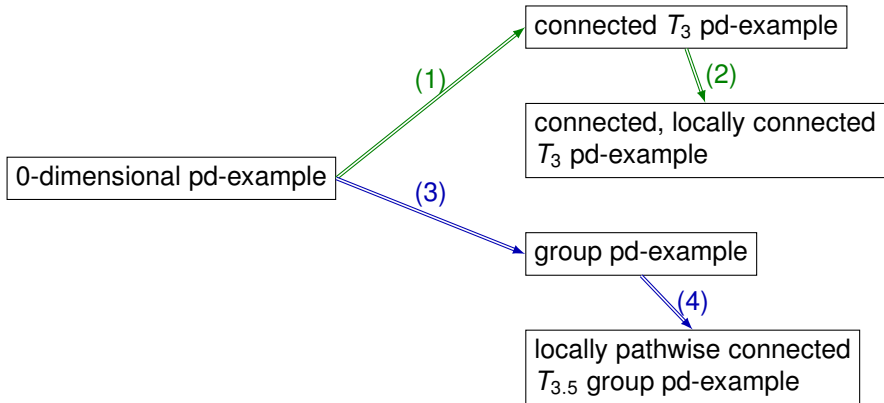 connected T₃ pd-example
(1)
(2)
connected, locally connected
T₃ pd-example
0-dimensional pd-example
(3)
group pd-example
(4)
locally pathwise connected
T₃.₅ group pd-example